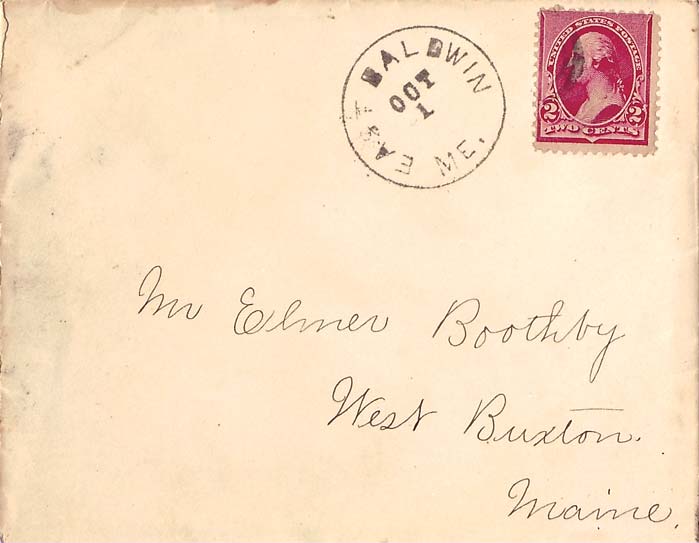 EAST BALDWIN ME.
OCT
1
UNITED STATES POSTAGE
2 2
TWO CENTS
Mr Elmer Boothby
West Buxton.
Maine.